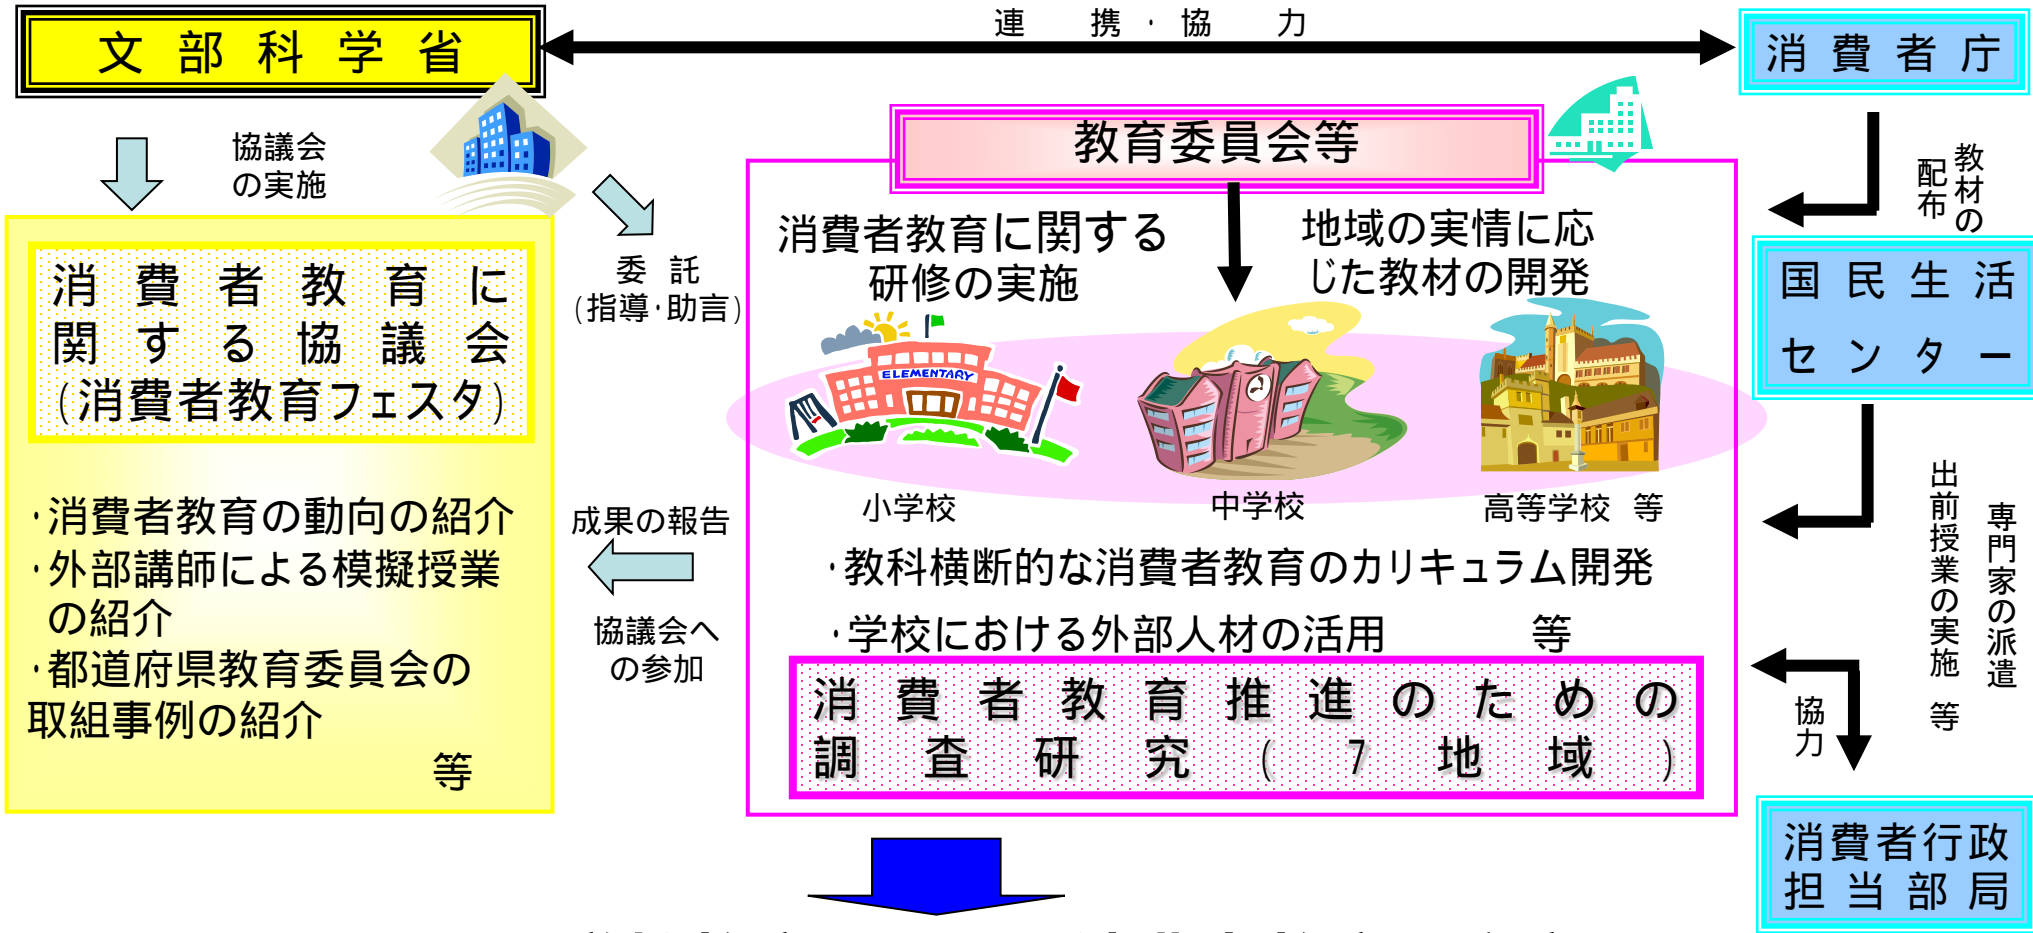 文部科学省
連携・協力
消費者庁
協議会
の実施
教育委員会等
教材の
配布
委託
(指導・助言)
消費者教育に関する
研修の実施
地域の実情に応
じた教材の開発
消費者教育に
関する協議会
(消費者教育フェスタ)
国民生活
センター
ELEMENTARY
小学校
中学校
高等学校 等
・消費者教育の動向の紹介
・外部講師による模擬授業
の紹介
・都道府県教育委員会の
取組事例の紹介
等
成果の報告
協議会へ
の参加
・教科横断的な消費者教育のカリキュラム開発
・学校における外部人材の活用 等
消費者教育推進のための
調査研究(7地域)
専門家の派遣
出前授業の実施 等
協力
消費者行政
担当部局